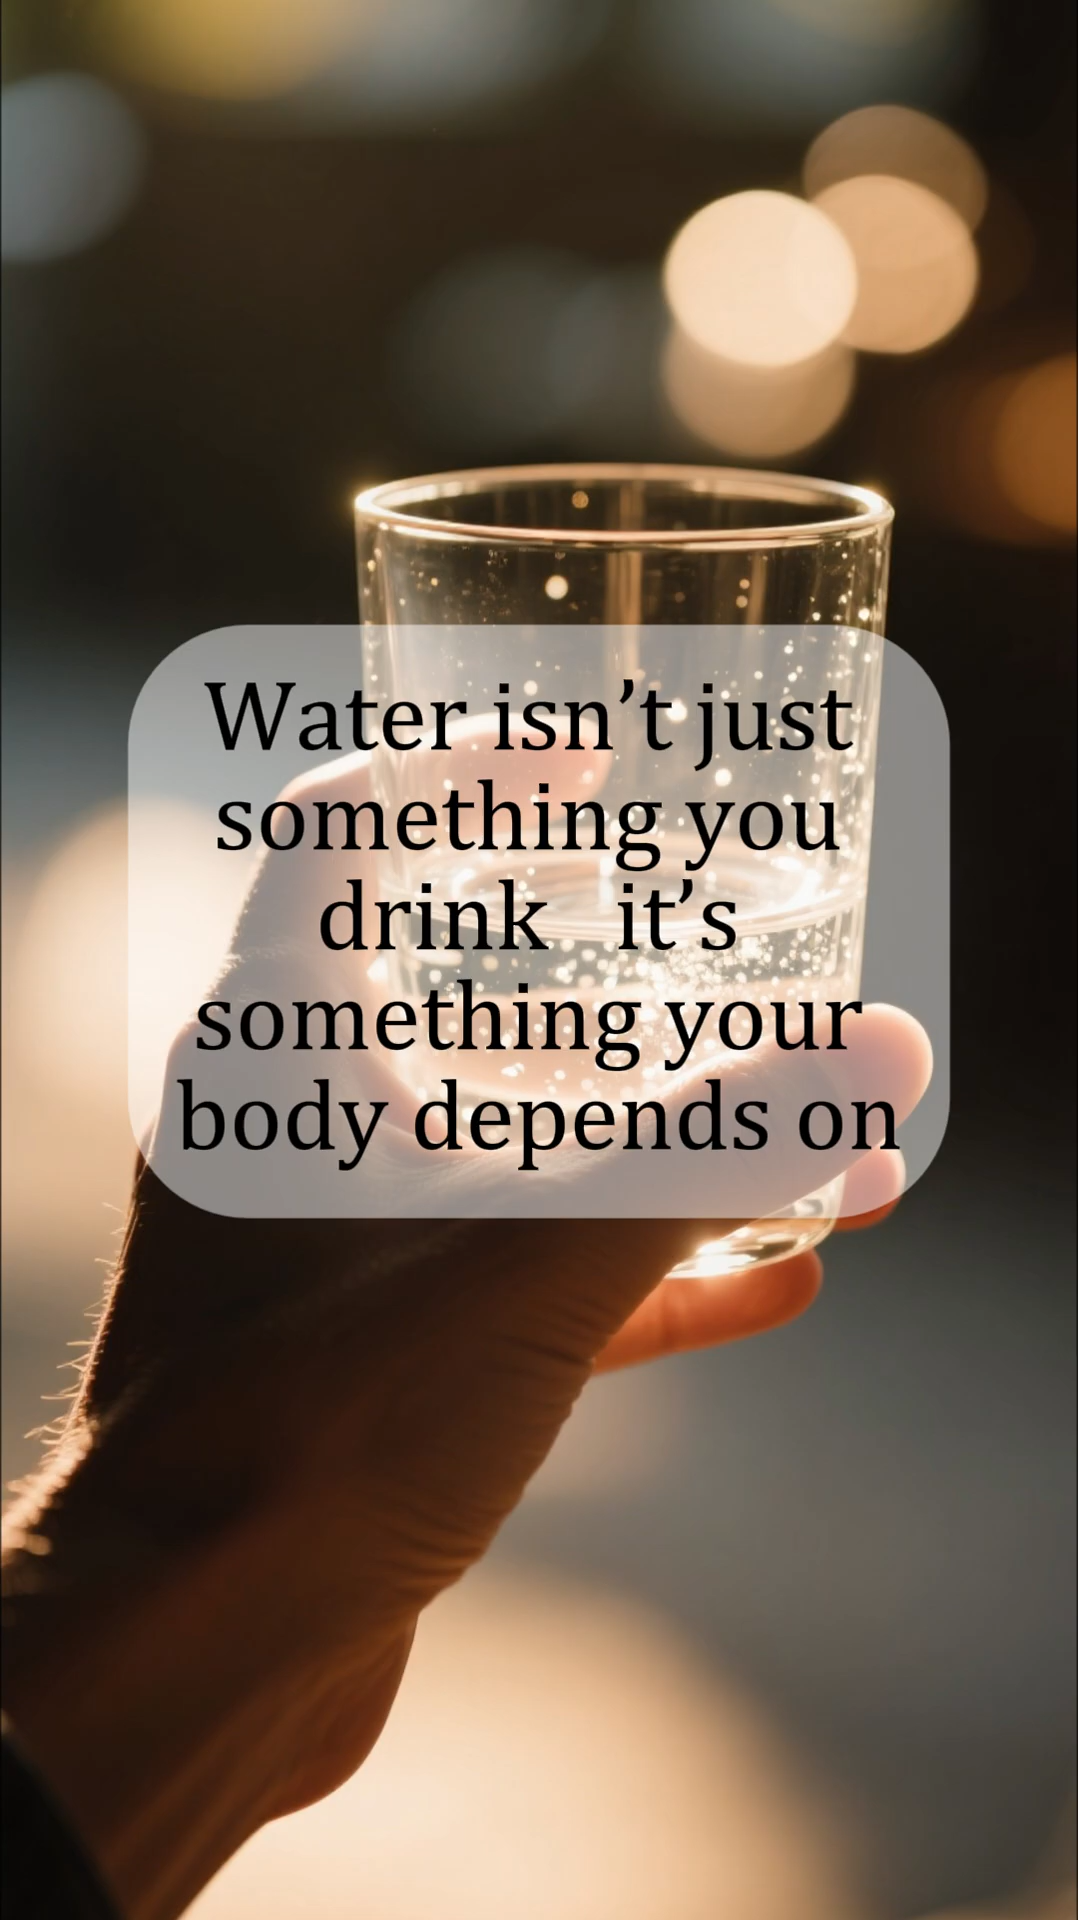 Water isn’t just
something you
drink   it’s
something your
body depends on